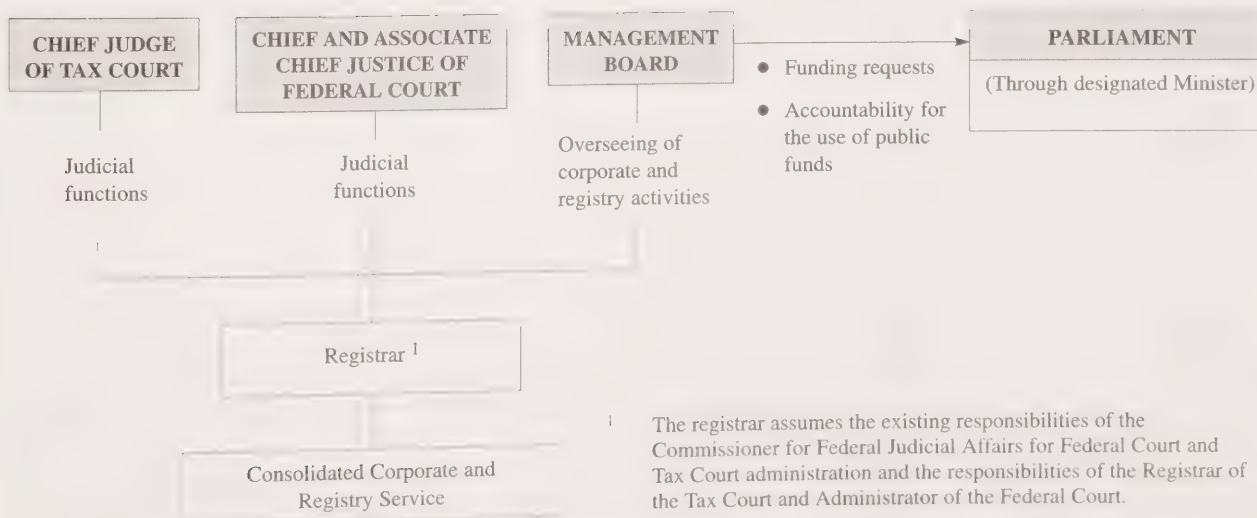 CHIEF JUDGE
OF TAX COURT
CHIEF AND ASSOCIATE
CHIEF JUSTICE OF
FEDERAL COURT
MANAGEMENT
BOARD
PARLIAMENT
(Through designated Minister)
● Funding requests
● Accountability for
the use of public
funds
Judicial
functions
Judicial
functions
Overseeing of
corporate and
registry activities
Registrar 1
Consolidated Corporate and
Registry Service
1 The registrar assumes the existing responsibilities of the
Commissioner for Federal Judicial Affairs for Federal Court and
Tax Court administration and the responsibilities of the Registrar of
the Tax Court and Administrator of the Federal Court.